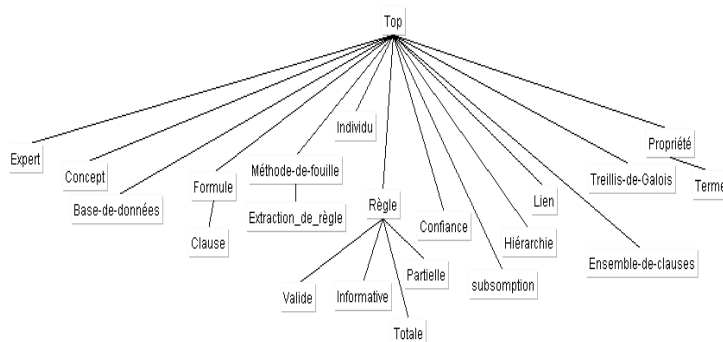 Top
Individu
Propriété
Expert
Concept
Méthode-de-fouille
Treillis-de-Galois
Formule
Terme
Base-de-données
Règle
Lien
Extraction_de_règle
Confiance
Clause
Hiérarchie
Ensemble-de-clauses
Partielle
subsomption
Valide
Informative
Totale